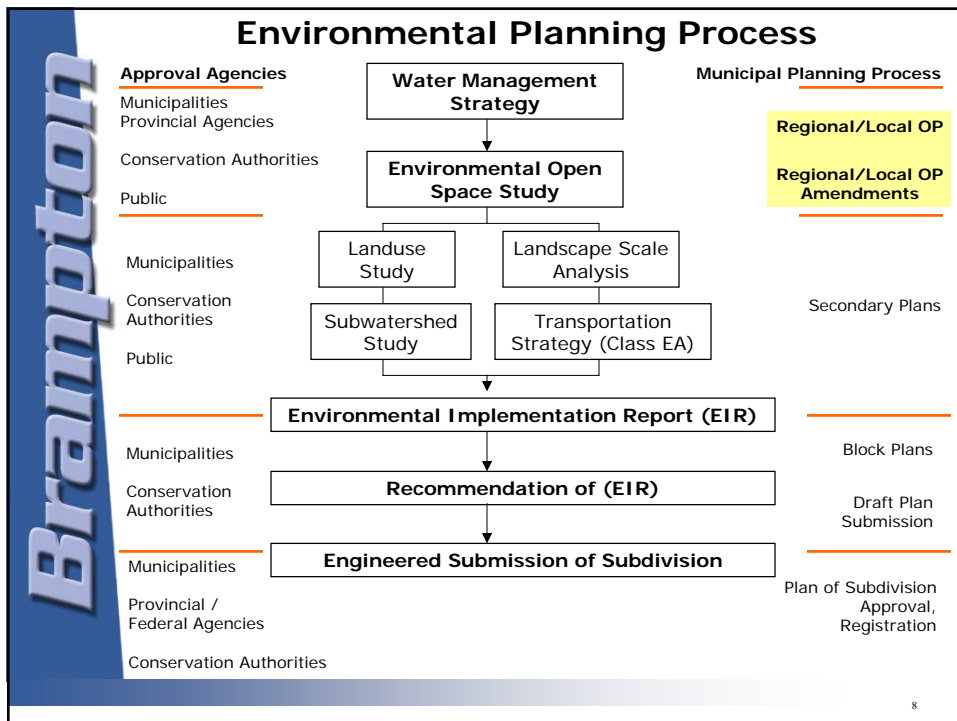 Environmental Planning Process
Brampton
Approval Agencies
Municipalities
Provincial Agencies
Conservation Authorities
Public
Municipalities
Conservation
Authorities
Public
Municipalities
Conservation
Authorities
Municipalities
Provincial /
Federal Agencies
Conservation Authorities
Water Management
Strategy
Environmental Open
Space Study
Landuse
Study
Landscape Scale
Analysis
Subwatershed
Study
Transportation
Strategy (Class EA)
Environmental Implementation Report (EIR)
Recommendation of (EIR)
Engineered Submission of Subdivision
Municipal Planning Process
Regional/Local OP
Regional/Local OP
Amendments
Secondary Plans
Block Plans
Draft Plan
Submission
Plan of Subdivision
Approval,
Registration
8